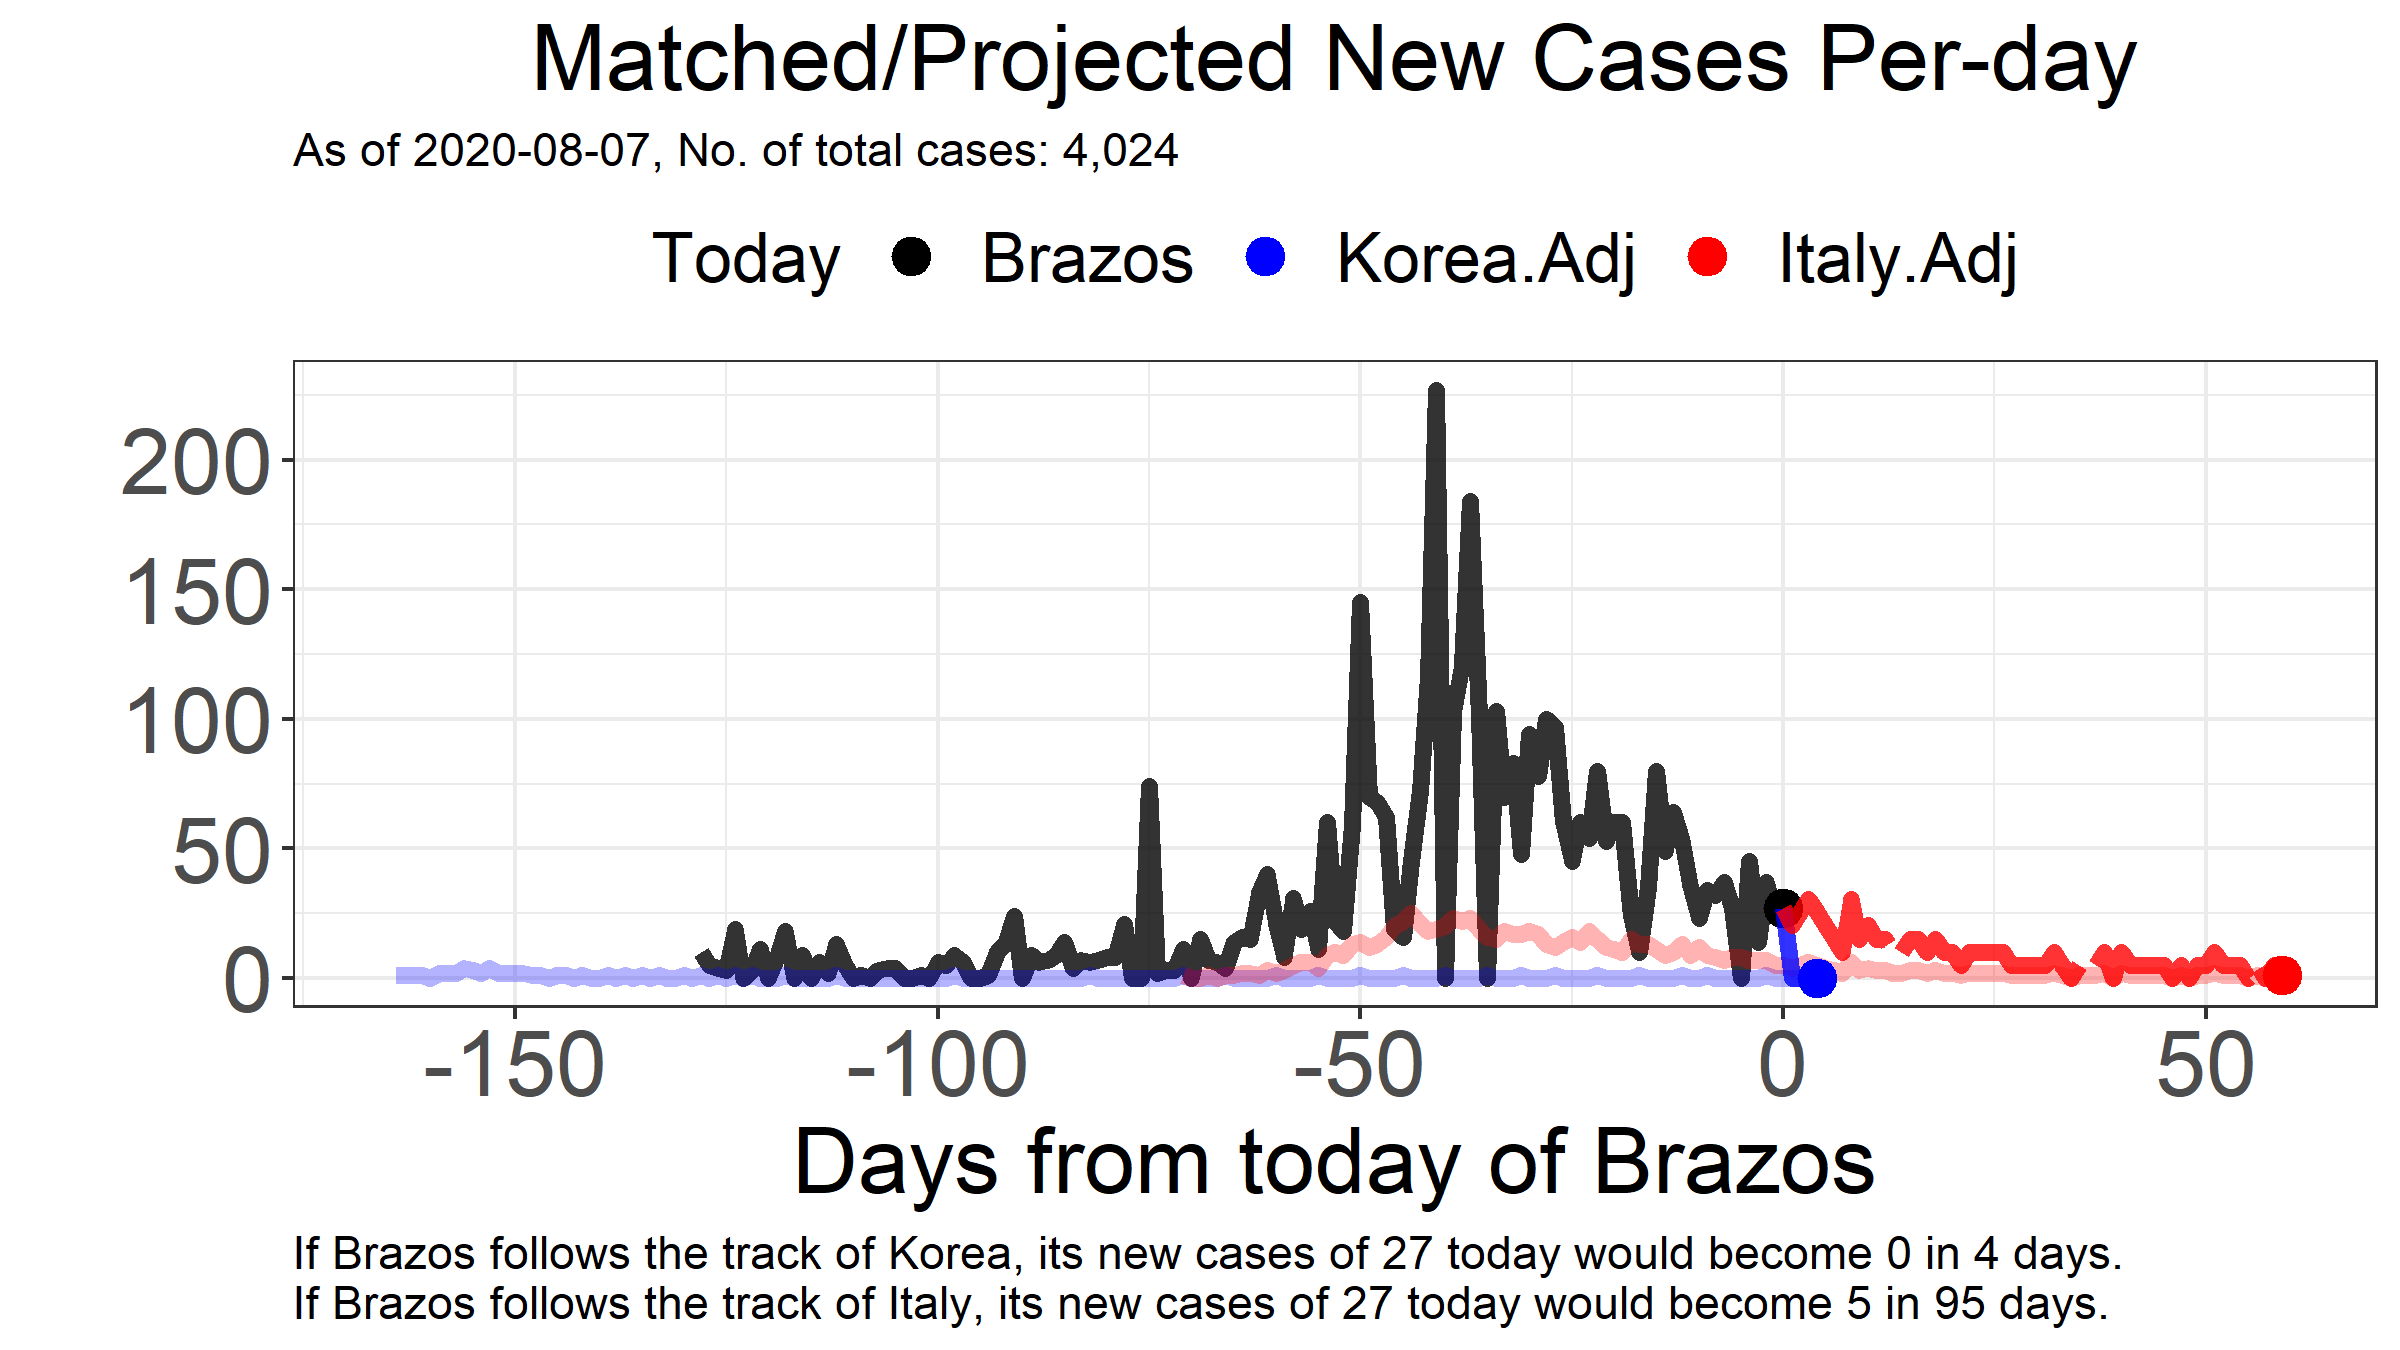 Matched/Projected New Cases Per-day
As of 2020-08-07, No. of total cases: 4,024
Today Brazos Korea.Adj Italy.Adj
200
150
100
50
0
-150 -100 -50 0 50
Days from today of Brazos
If Brazos follows the track of Korea, its new cases of 27 today would become 0 in 4 days.
If Brazos follows the track of Italy, its new cases of 27 today would become 5 in 95 days.